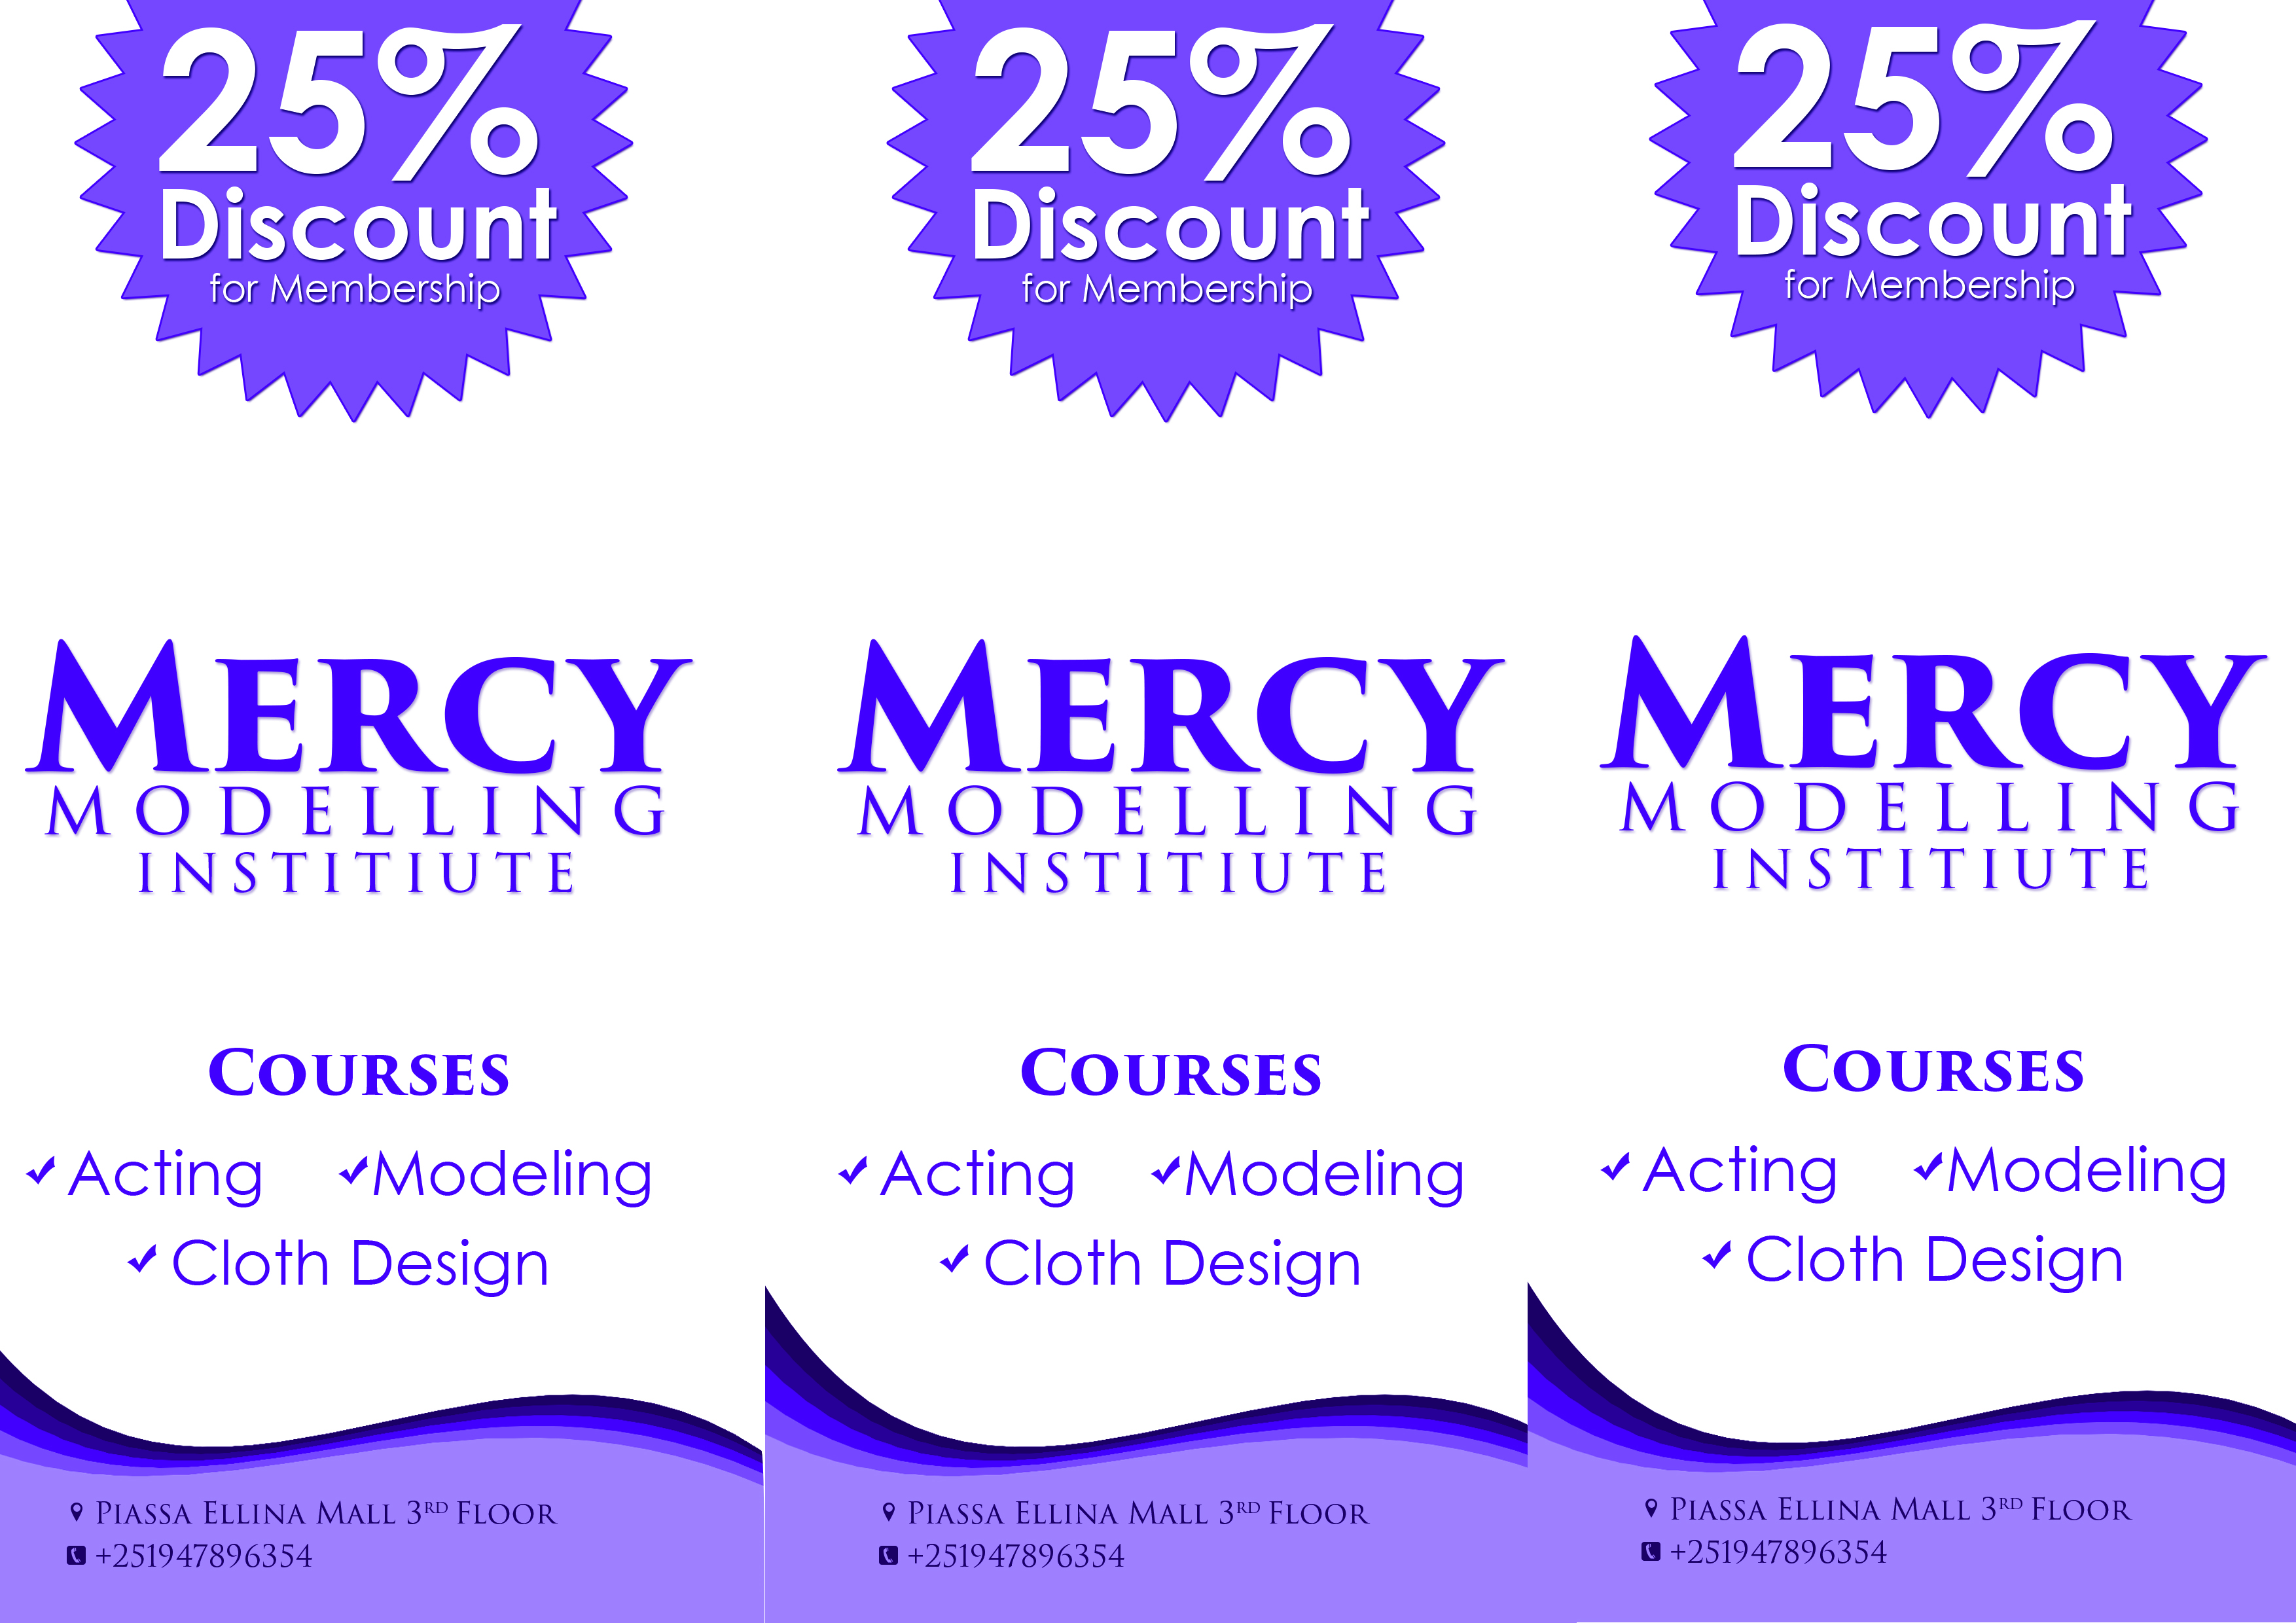 25%
Discount
for Membership
MERCY
MODELLING
INSTITIUTE
COURSES
Acting
Modeling
Cloth Design
PIASSA ELLINA MALL 3RD FLOOR
+251947896354
25%
Discount
for Membership
MERCY
MODELLING
INSTITIUTE
COURSES
Acting
Modeling
Cloth Design
PIASSA ELLINA MALL 3RD FLOOR
+251947896354
25%
Discount
for Membership
MERCY
MODELLING
INSTITIUTE
COURSES
Acting
Modeling
Cloth Design
PIASSA ELLINA MALL 3RD FLOOR
+251947896354